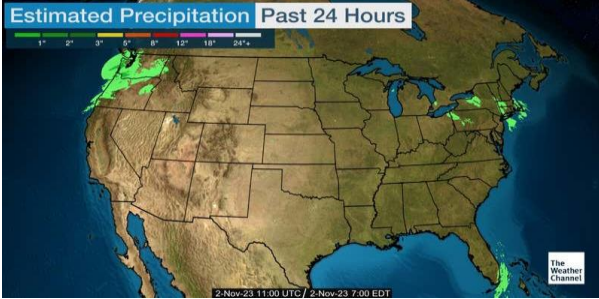 Estimated Precipitation Past 24 Hours
1" 2" 3" 5" 8" 12" 18" 24"+
The
Weather
Channel
2-Nov-23 11:00 UTC / 2-Nov-23 7:00 EDT